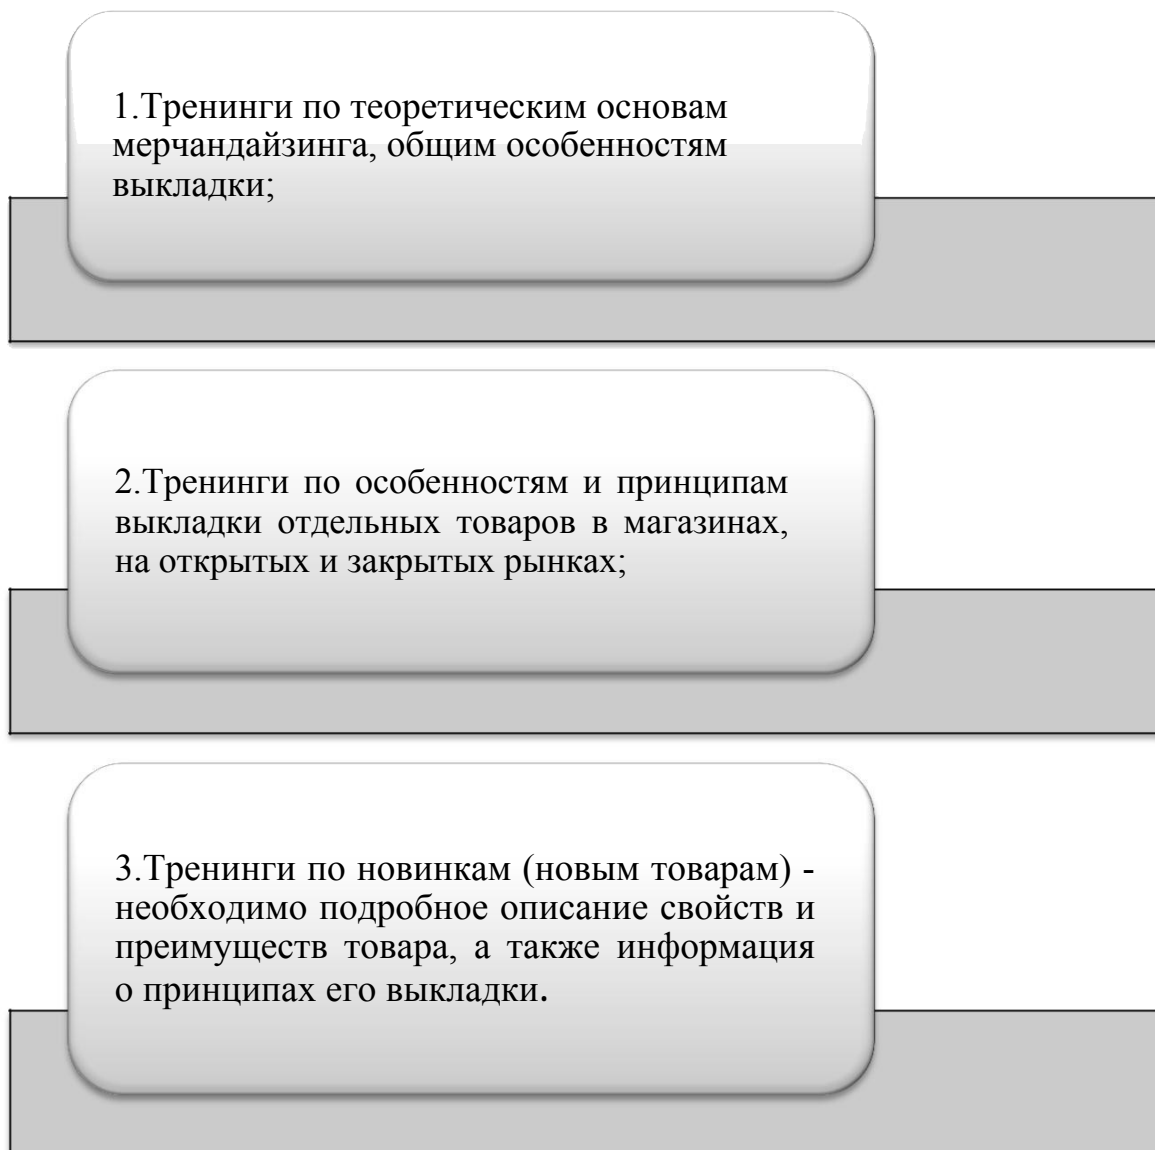 1.Тренинги по теоретическим основам
мерчандайзинга, общим особенностям
выкладки;
2.Тренинги по особенностям и принципам
выкладки отдельных товаров в магазинах,
на открытых и закрытых рынках;
3.Тренинги по новинкам (новым товарам) -
необходимо подробное описание свойств и
преимуществ товара, а также информация
о принципах его выкладки.